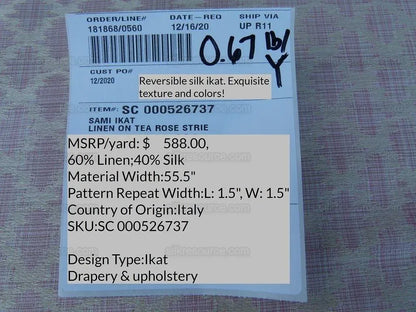 ORDER/LINE# DATE-REQ SHIP VIA
181868/0560 12/16/20 UP R11
0.67 lb/
Y
CUST PO#
12/2020
Reversible silk ikat. Exquisite
texture and colors!
ITEM#: SC 000526737
SAMI IKAT
LINEN ON TEA ROSE STRIE
MSRP/yard: $ 588.00,
60% Linen;40% Silk
Material Width:55.5"
Pattern Repeat Width:L: 1.5", W: 1.5"
Country of Origin:Italy
SKU:SC 000526737
Design Type:Ikat
Drapery & upholstery